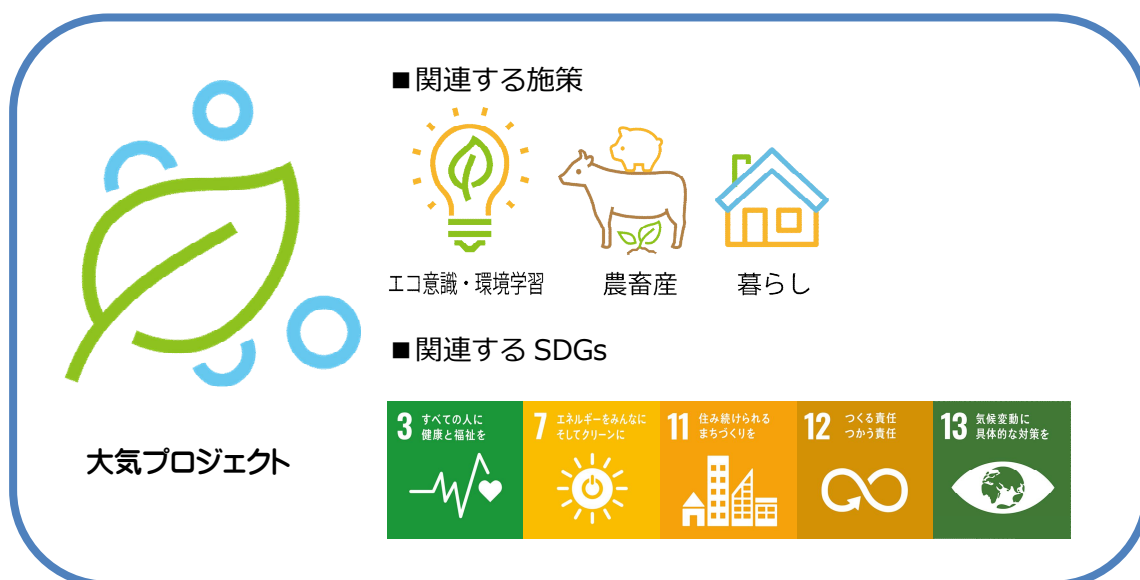 ■関連する施策
エコ意識・環境学習
農畜産
暮らし
大気プロジェクト
■関連する SDGs
3 すべての人に
健康と福祉を
7 エネルギーをみんなに
そしてクリーンに
11 住み続けられる
まちづくりを
12 つくる責任
つかう責任
13 気候変動に
具体的な対策を